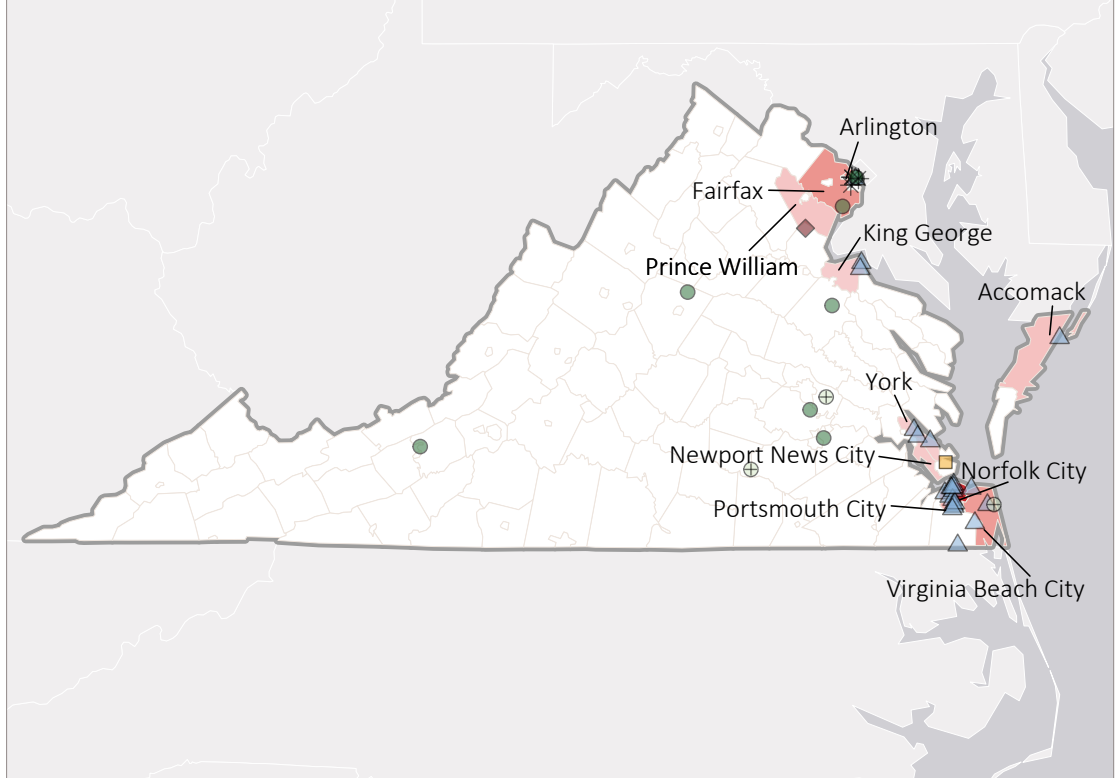 Arlington
Fairfax
King George
Prince William
Accomack
York
Newport News City
Norfolk City
Portsmouth City
Virginia Beach City